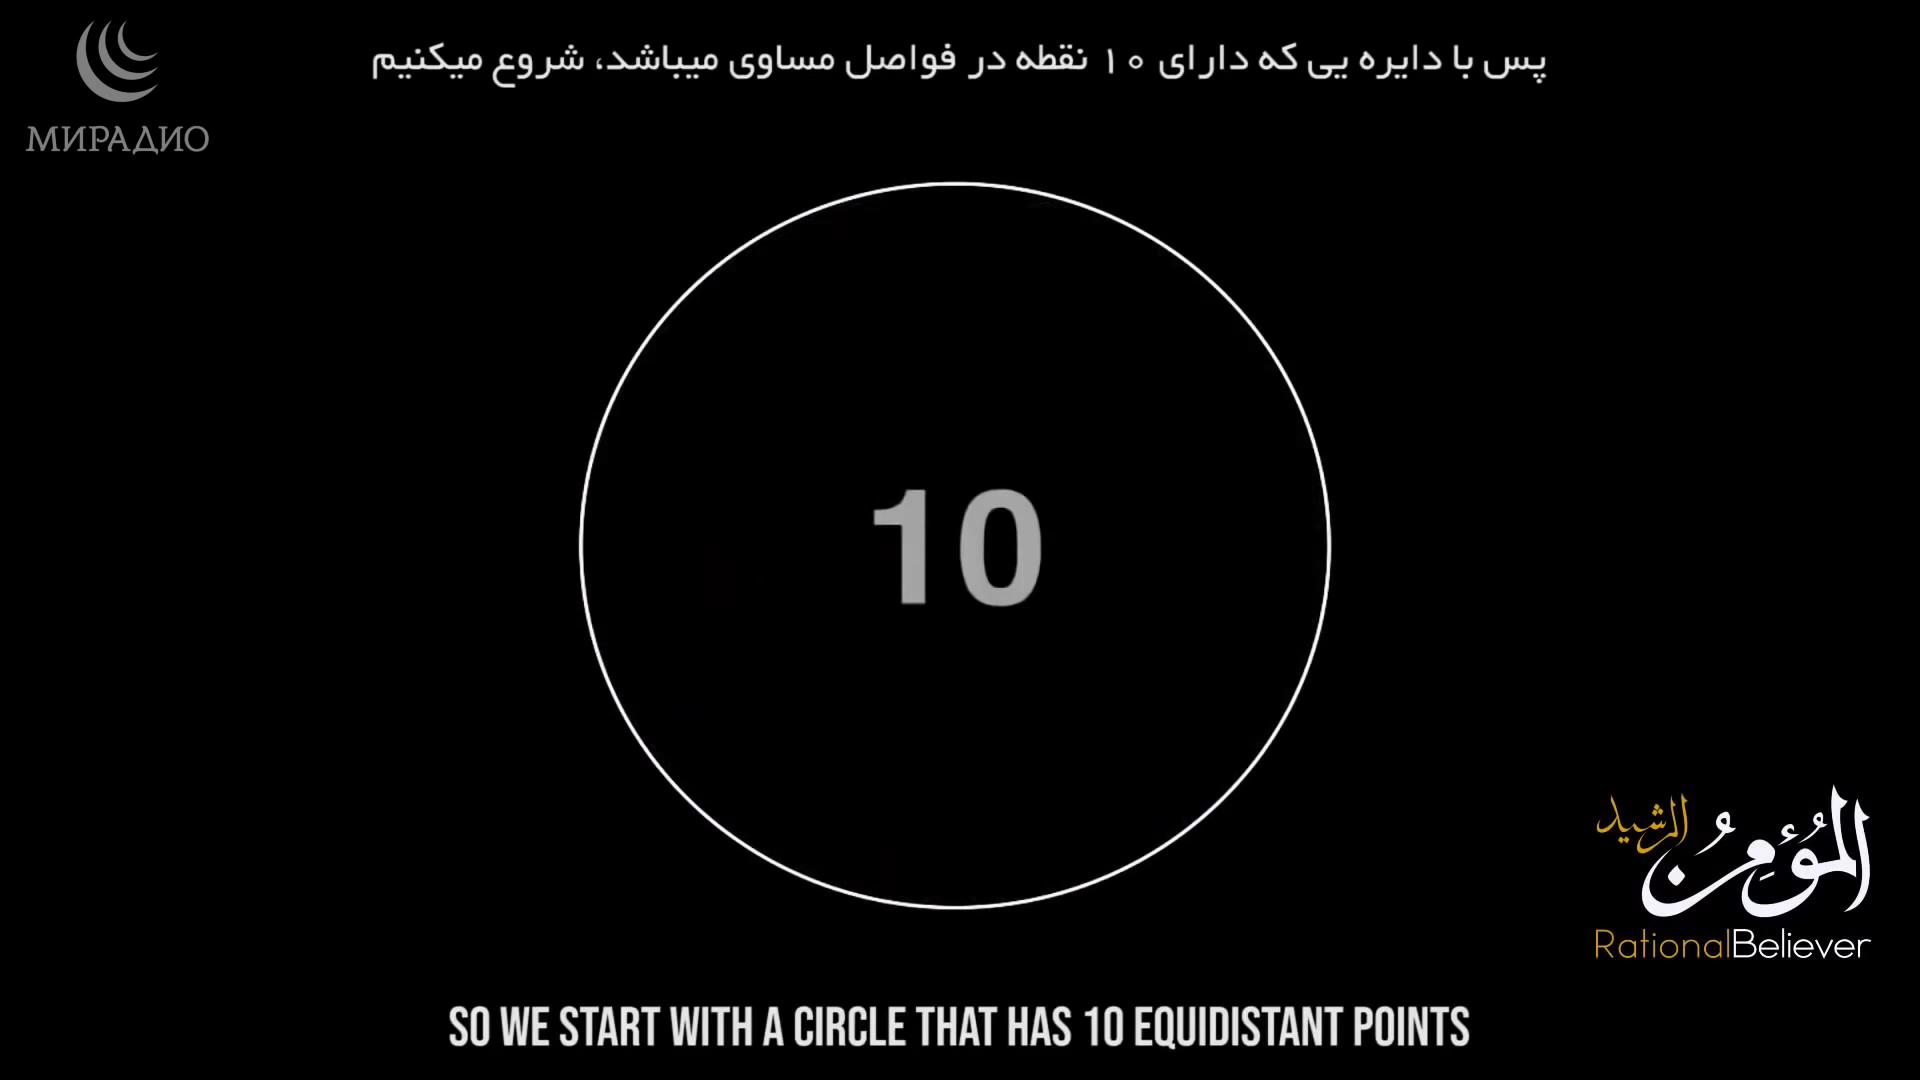 پس با دایره یی که دارای ۱۰ نقطه در فواصل مساوی میباشد، شروع میکنیم
МИРАДИО
10
المؤمن الرشيد
RationalBeliever
SO WE START WITH A CIRCLE THAT HAS 10 EQUIDISTANT POINTS